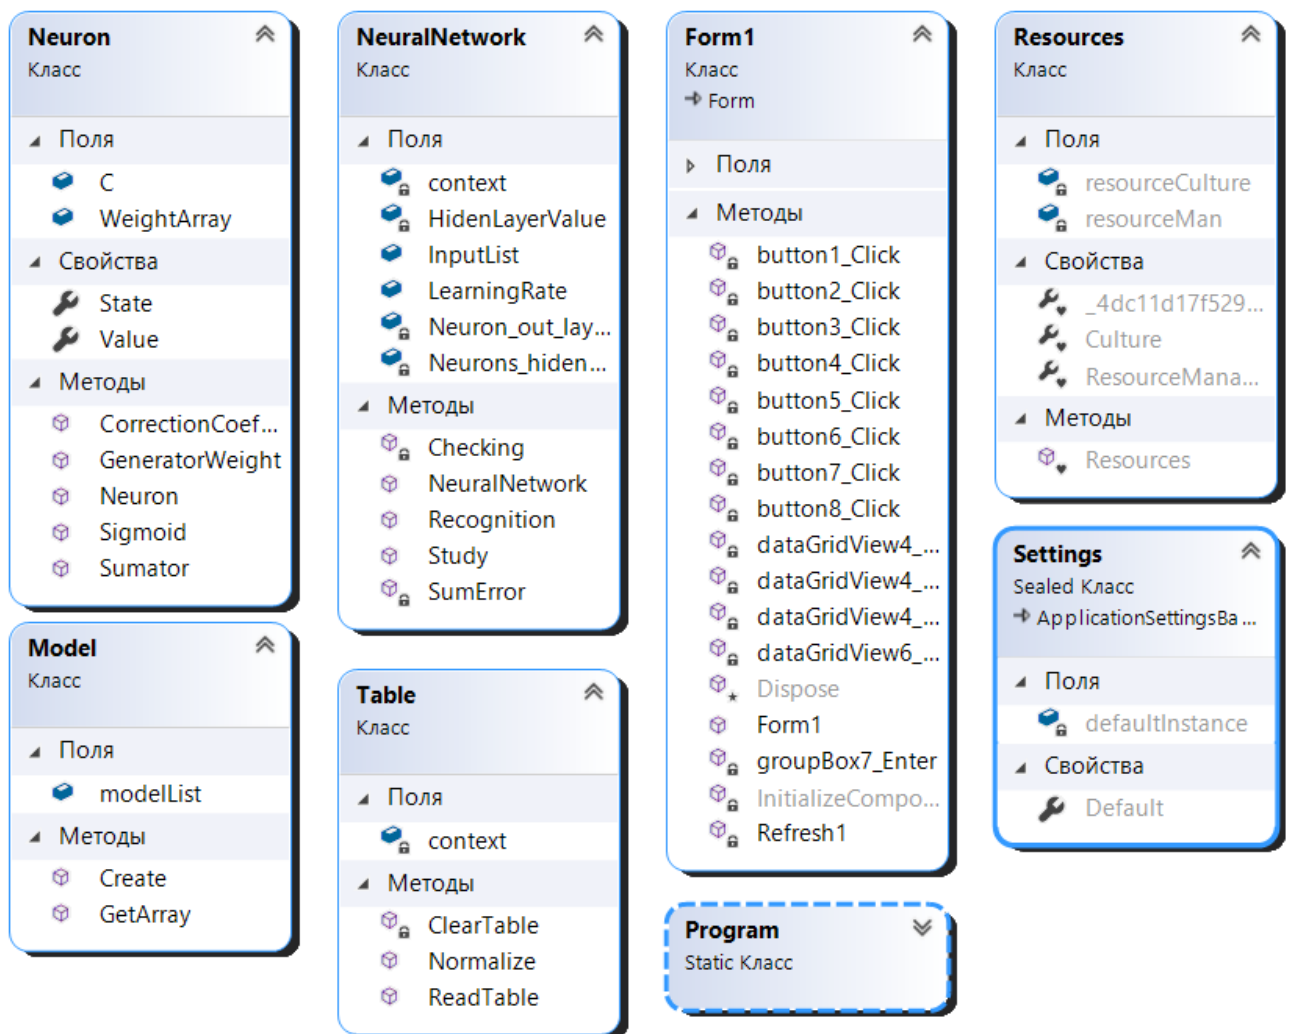 Neuron
Класс
Поля
C
WeightArray
Свойства
State
Value
Методы
CorrectionCoef...
GeneratorWeight
Neuron
Sigmoid
Sumator
Model
Класс
Поля
modelList
Методы
Create
GetArray
NeuralNetwork
Класс
Поля
context
HidenLayerValue
InputList
LearningRate
Neuron_out_lay...
Neurons_hiden...
Методы
Checking
NeuralNetwork
Recognition
Study
SumError
Table
Класс
Поля
context
Методы
ClearTable
Normalize
ReadTable
Form1
Класс
Form
Поля
Методы
button1_Click
button2_Click
button3_Click
button4_Click
button5_Click
button6_Click
button7_Click
button8_Click
dataGridView4_...
dataGridView4_...
dataGridView4_...
dataGridView6_...
Dispose
Form1
groupBox7_Enter
InitializeCompo...
Refresh1
Program
Static Класс
Resources
Класс
Поля
resourceCulture
resourceMan
Свойства
_4dc11d17f529...
Culture
ResourceMana...
Методы
Resources
Settings
Sealed Класс
ApplicationSettingsBa...
Поля
defaultInstance
Свойства
Default